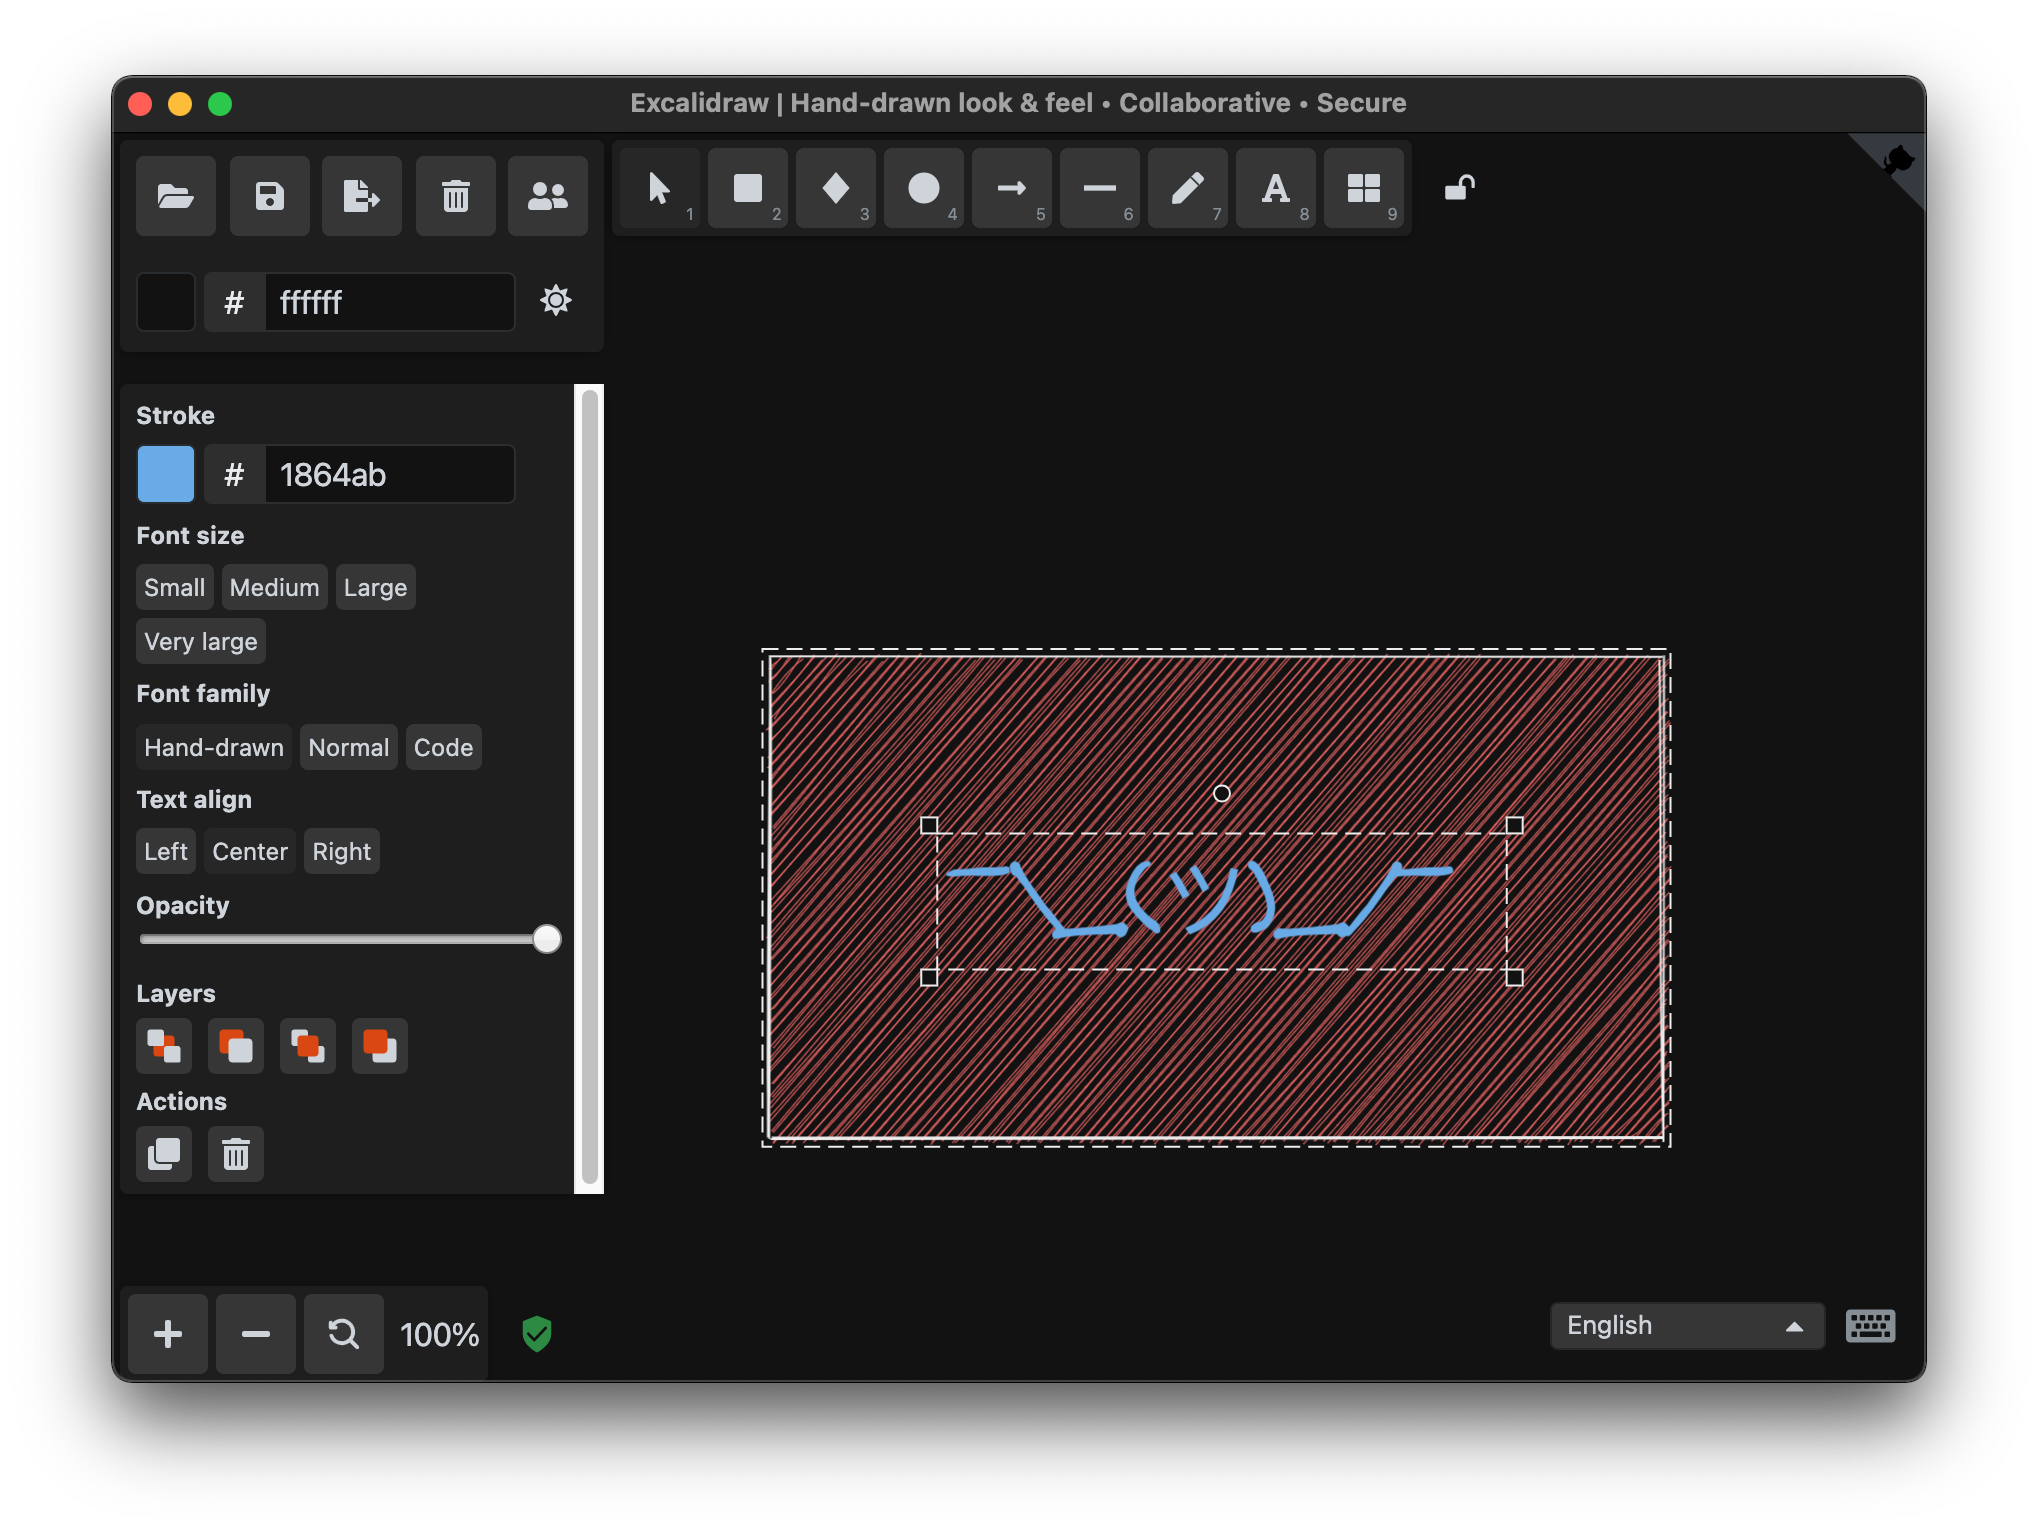 Excalidraw | Hand-drawn look & feel • Collaborative • Secure
1 2 3 4 5 6 7 A 8 9
# ffffff
Stroke
# 1864ab
Font size
Small Medium Large
Very large
Font family
Hand-drawn Normal Code
Text align
Left Center Right
Opacity
Layers
Actions
¯\_(ツ)_/¯
100%
English